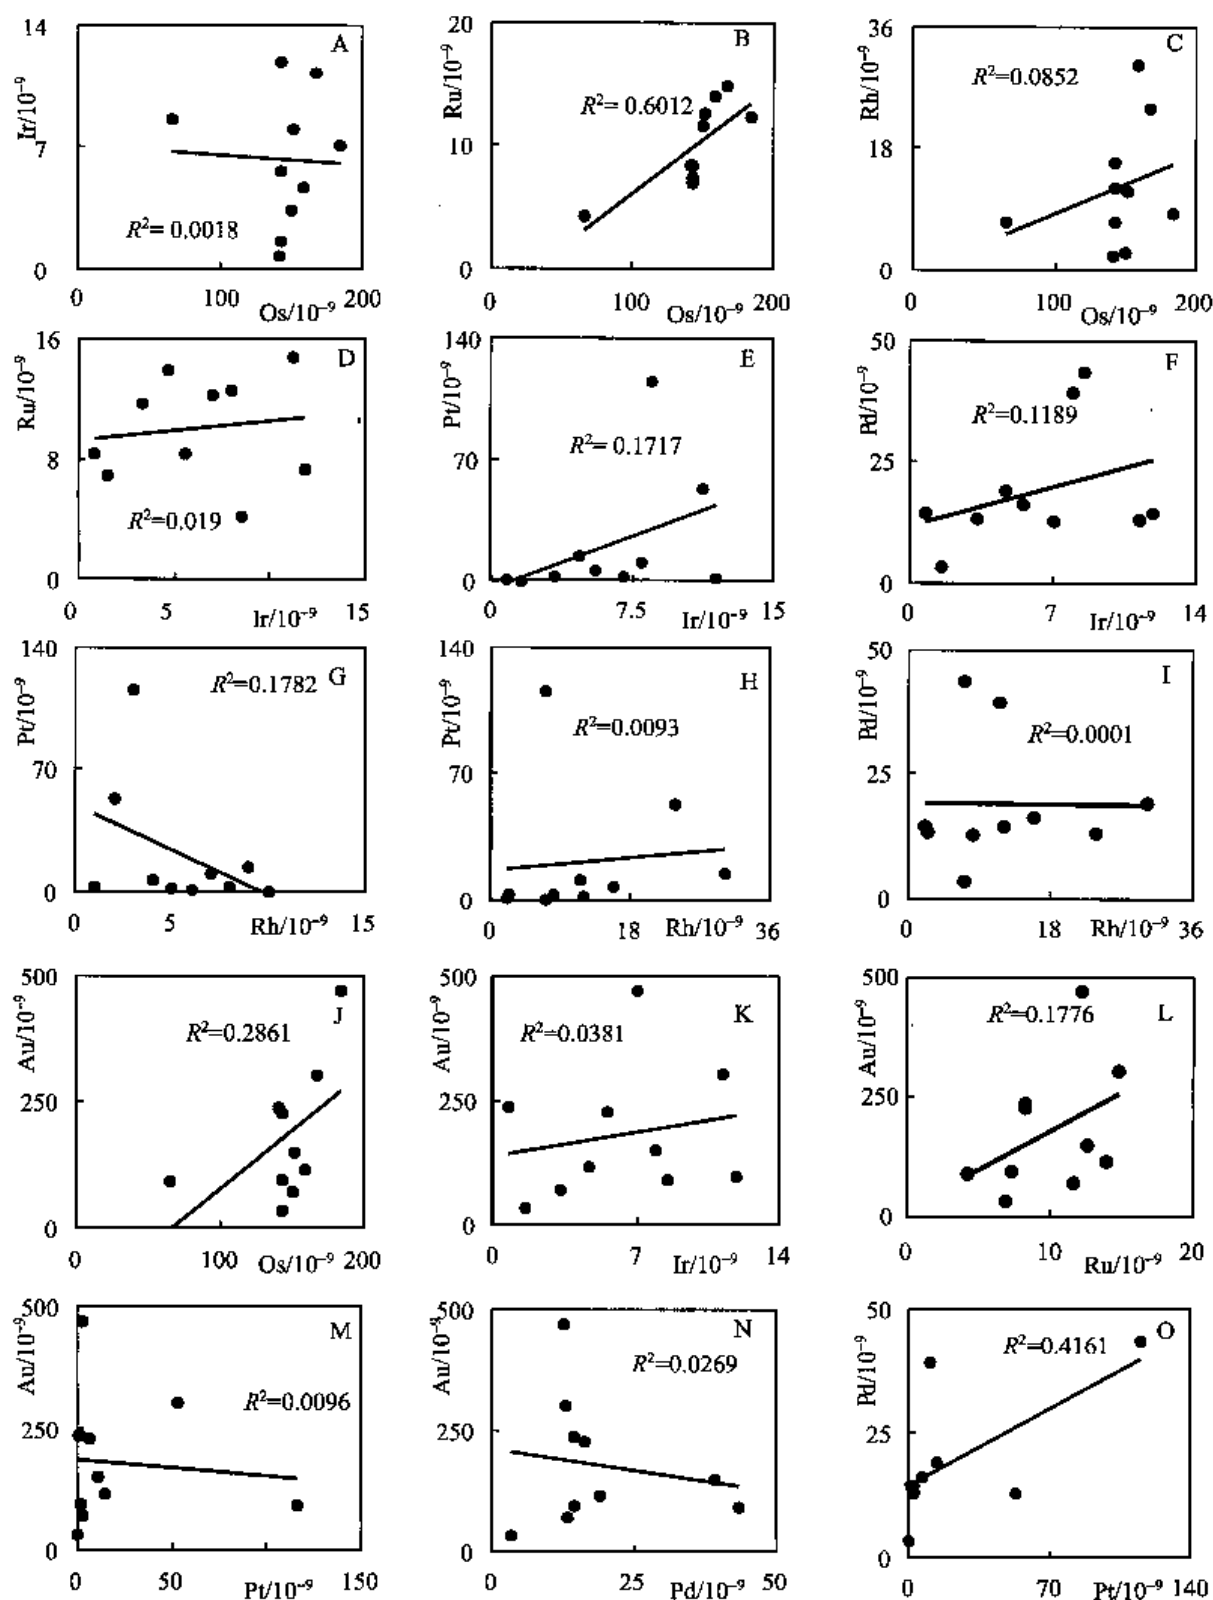 14
A
Ir/10⁻⁹
7
R²= 0.0018
0
0
100
Os/10⁻⁹
200
20
B
Ru/10⁻⁹
R²= 0.6012
10
0
0
100
Os/10⁻⁹
200
36
C
Rh/10⁻⁹
R²=0.0852
18
0
0
100
Os/10⁻⁹
200
16
D
Ru/10⁻⁹
8
R²=0.019
0
0
5
Ir/10⁻⁹
15
140
E
Pt/10⁻⁹
R²= 0.1717
70
0
0
7.5
Ir/10⁻⁹
15
50
F
Pd/10⁻⁹
R²=0.1189
25
0
0
7
Ir/10⁻⁹
14
140
R²=0.1782
G
Pt/10⁻⁹
70
0
0
5
Rh/10⁻⁹
15
140
H
Pt/10⁻⁹
R²=0.0093
70
0
0
18
Rh/10⁻⁹
36
50
I
Pd/10⁻⁹
R²=0.0001
25
0
0
18
Rh/10⁻⁹
36
500
J
Au/10⁻⁹
R²=0.2861
250
0
0
100
Os/10⁻⁹
200
500
K
Au/10⁻⁹
R²=0.0381
250
0
0
7
Ir/10⁻⁹
14
500
R²=0.1776
L
Au/10⁻⁹
250
0
0
10
Ru/10⁻⁹
20
500
M
Au/10⁻⁹
R²=0.0096
250
0
0
50
Pt/10⁻⁹
150
500
N
Au/10⁻⁹
R²=0.0269
250
0
0
25
Pd/10⁻⁹
50
50
R²=0.4161
O
Pd/10⁻⁹
25
0
0
70
Pt/10⁻⁹
140